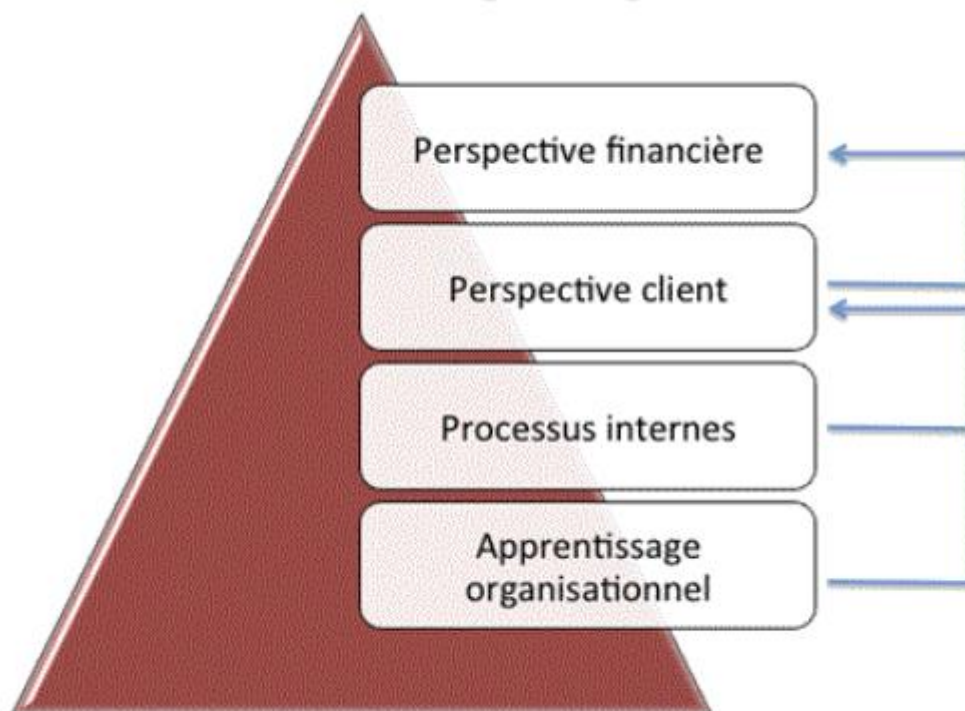 Perspective financière
Perspective client
Processus internes
Apprentissage
organisationnel